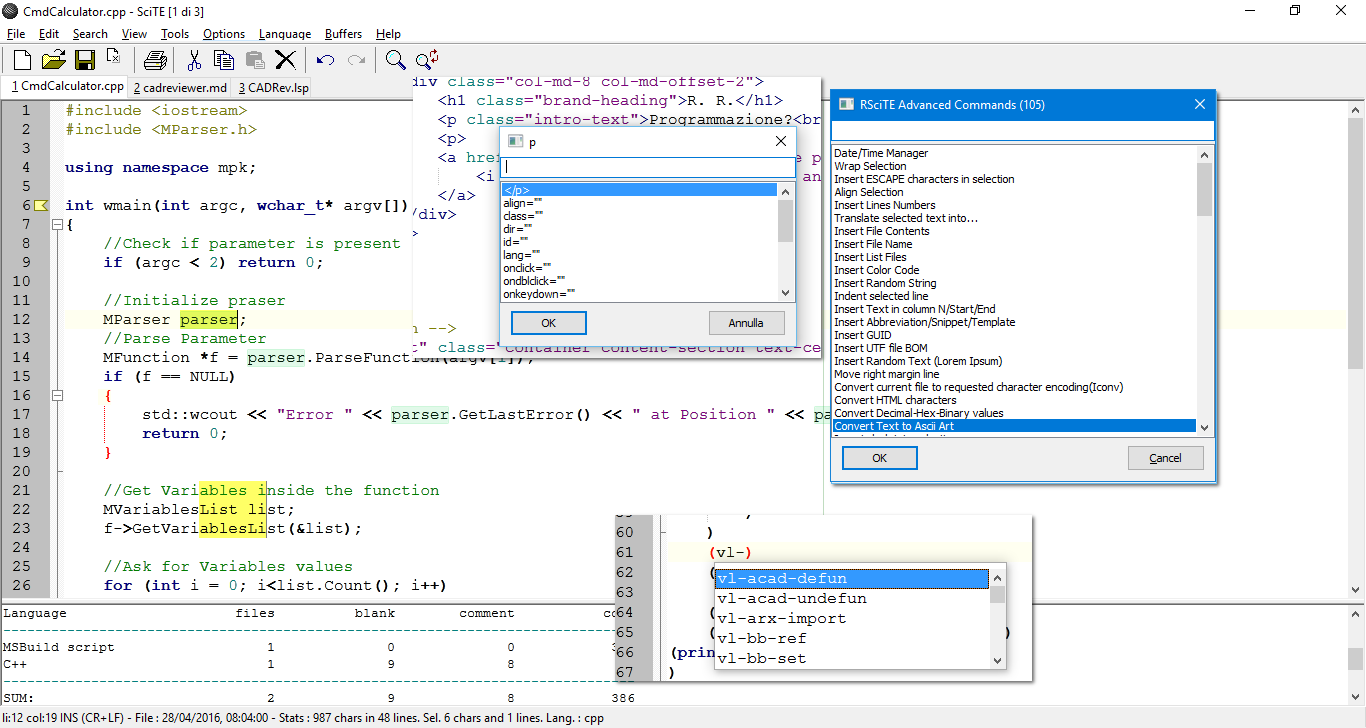 CmdCalculator.cpp - SciTE [1 di 3]
File Edit Search View Tools Options Language Buffers Help
1 CmdCalculator.cpp 2 cadreviewer.md 3 CADRev.lsp
1 #include <iostream>
2 #include <MParser.h>
3
4 using namespace mpk;
5
6 int wmain(int argc, wchar_t* argv[])
7 {
8 //Check if parameter is present
9 if (argc < 2) return 0;
10
11 //Initialize praser
12 MParser parser;
13 //Parse Parameter
14 MFunction *f = parser.ParseFunction(argv[1]);
15 if (f == NULL)
16 {
17 std::wcout << "Error " << parser.GetLastError() << " at Position " << pa
18 return 0;
19 }
20
21 //Get Variables inside the function
22 MVariablesList list;
23 f->GetVariablesList(&list);
24
25 //Ask for Variables values
26 for (int i = 0; i<list.Count(); i++)
div class="col-md-8 col-md-offset-2">
<h1 class="brand-heading">R. R.</h1>
<p class="intro-text">Programmazione?<br
<p>
<a href
e p
<i
an
</a>
/div>
>
-->
" class="container content-section text-ce
p
</p>
align=""
class=""
dir=""
id=""
lang=""
onclick=""
ondblclick=""
onkeydown=""
OK Annulla
RSciTE Advanced Commands (105)
Date/Time Manager
Wrap Selection
Insert ESCAPE characters in selection
Align Selection
Insert Lines Numbers
Translate selected text into...
Insert File Contents
Insert File Name
Insert List Files
Insert Color Code
Insert Random String
Indent selected line
Insert Text in column N/Start/End
Insert Abbreviation/Snippet/Template
Insert GUID
Insert UTF file BOM
Insert Random Text (Lorem Ipsum)
Move right margin line
Convert current file to requested character encoding(Iconv)
Convert HTML characters
Convert Decimal-Hex-Binary values
Convert Text to Ascii Art
OK Cancel
60 )
61 (vl-)
62 (
63
64 (
65 ( )
66 (prin
67 )
vl-acad-defun
vl-acad-undefun
vl-arx-import
vl-bb-ref
vl-bb-set
Language files blank comment co
MSBuild script 1 0 0
C++ 1 9 8
SUM: 2 9 8 386
li:12 col:19 INS (CR+LF) - File : 28/04/2016, 08:04:00 - Stats : 987 chars in 48 lines. Sel. 6 chars and 1 lines. Lang. : cpp